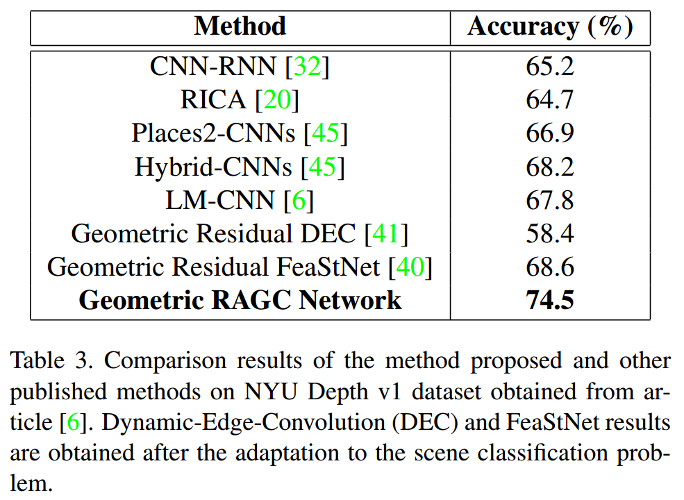 Method Accuracy (%)
CNN-RNN [32] 65.2
RICA [20] 64.7
Places2-CNNs [45] 66.9
Hybrid-CNNs [45] 68.2
LM-CNN [6] 67.8
Geometric Residual DEC [41] 58.4
Geometric Residual FeaStNet [40] 68.6
Geometric RAGC Network 74.5
Table 3. Comparison results of the method proposed and other
published methods on NYU Depth v1 dataset obtained from ar-
ticle [6]. Dynamic-Edge-Convolution (DEC) and FeaStNet results
are obtained after the adaptation to the scene classification prob-
lem.